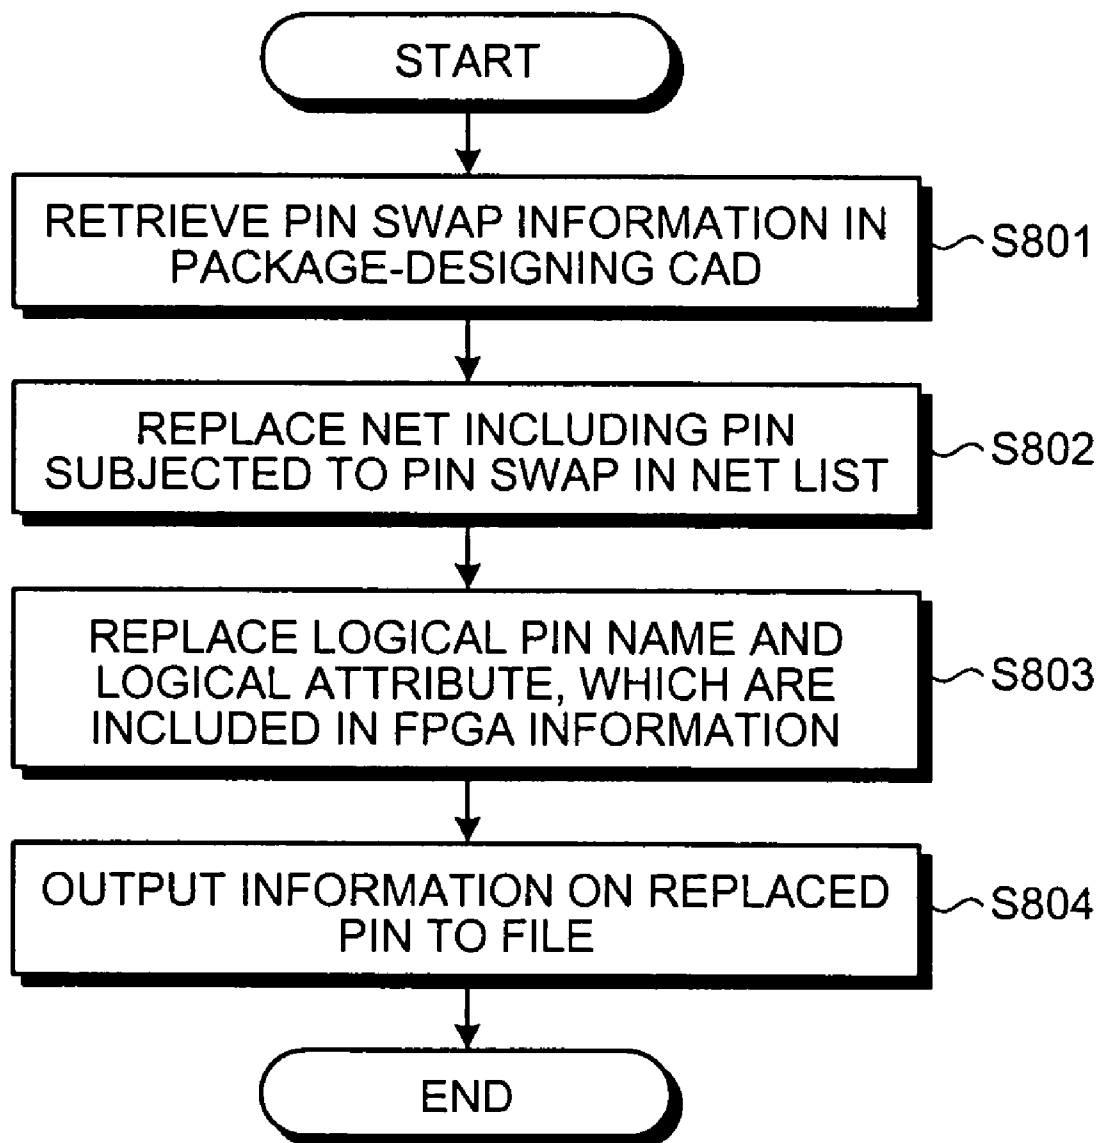 START
RETRIEVE PIN SWAP INFORMATION IN
PACKAGE-DESIGNING CAD
S801
REPLACE NET INCLUDING PIN
SUBJECTED TO PIN SWAP IN NET LIST
S802
REPLACE LOGICAL PIN NAME AND
LOGICAL ATTRIBUTE, WHICH ARE
INCLUDED IN FPGA INFORMATION
S803
OUTPUT INFORMATION ON REPLACED
PIN TO FILE
S804
END